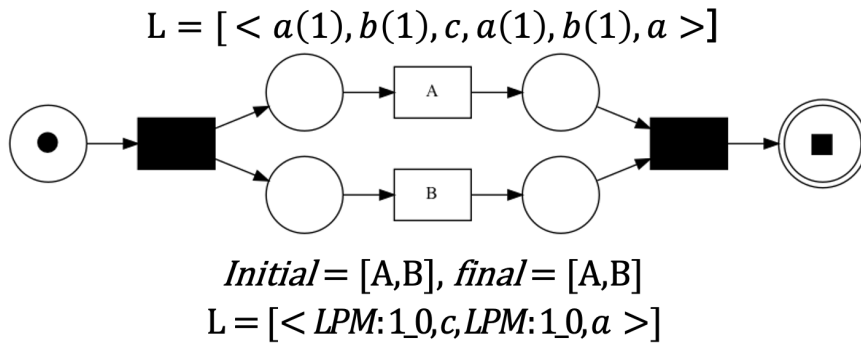 L = [ < a(1), b(1), c, a(1), b(1), a >]
A
B
Initial = [A,B], final = [A,B]
L = [< LPM:1_0,c,LPM:1_0,a >]